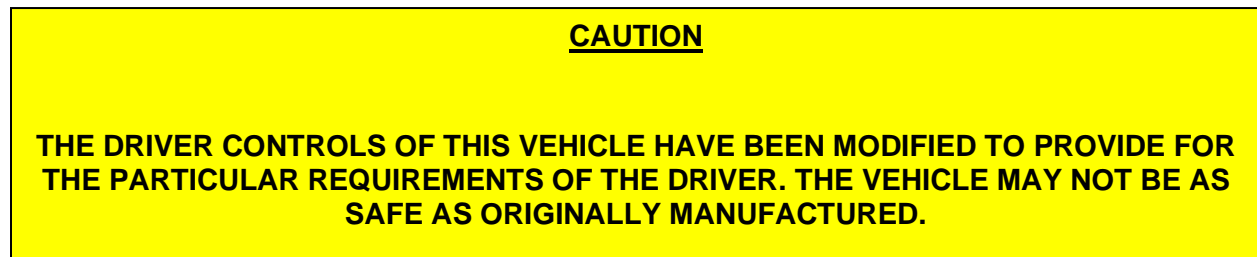 CAUTION
THE DRIVER CONTROLS OF THIS VEHICLE HAVE BEEN MODIFIED TO PROVIDE FOR
THE PARTICULAR REQUIREMENTS OF THE DRIVER. THE VEHICLE MAY NOT BE AS
SAFE AS ORIGINALLY MANUFACTURED.